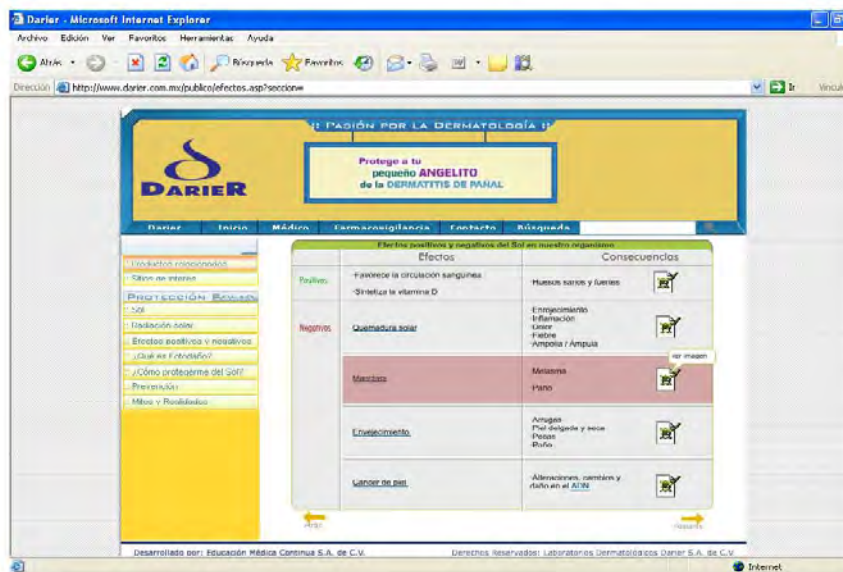 Darier - Microsoft Internet Explorer
Archivo Edición Ver Favoritos Herramientas Ayuda
Atrás Búsqueda Favoritos
Dirección http://www.darier.com.mx/publico/efectos.asp?seccion= Ir Vínculos
:: PASIÓN POR LA DERMATOLOGÍA ::
DARIER
Protege a tu
pequeño ANGELITO
de la DERMATITIS DE PAÑAL
Darier Inicio Médico Farmacovigilancia Contacto Búsqueda
Productos relacionados
Sitios de interés
PROTECCIÓN
Sol
Radiación solar
Efectos positivos y negativos
¿Qué es Fotodaño?
¿Cómo protegerme del Sol?
Prevención
Mitos y Realidades
Efectos positivos y negativos del Sol en nuestro organismo
Efectos Consecuencias
Positivos
·Favorece la circulación sanguínea
·Sintetiza la vitamina D
·Huesos sanos y fuertes
Negativos
Quemadura solar
·Enrojecimiento
·Inflamación
·Dolor
·Fiebre
·Ampolla / Ámpula
ver imagen
Manchas
·Melasma
·Paño
Envejecimiento
·Arrugas
·Piel delgada y seca
·Pecas
·Paño
Cáncer de piel
·Alteraciones, cambios y
daño en el ADN
atrás
Desarrollado por: Educación Médica Continua S.A. de C.V. Derechos Reservados: Laboratorios Dermatológicos Darier S.A. de C.V.
Internet